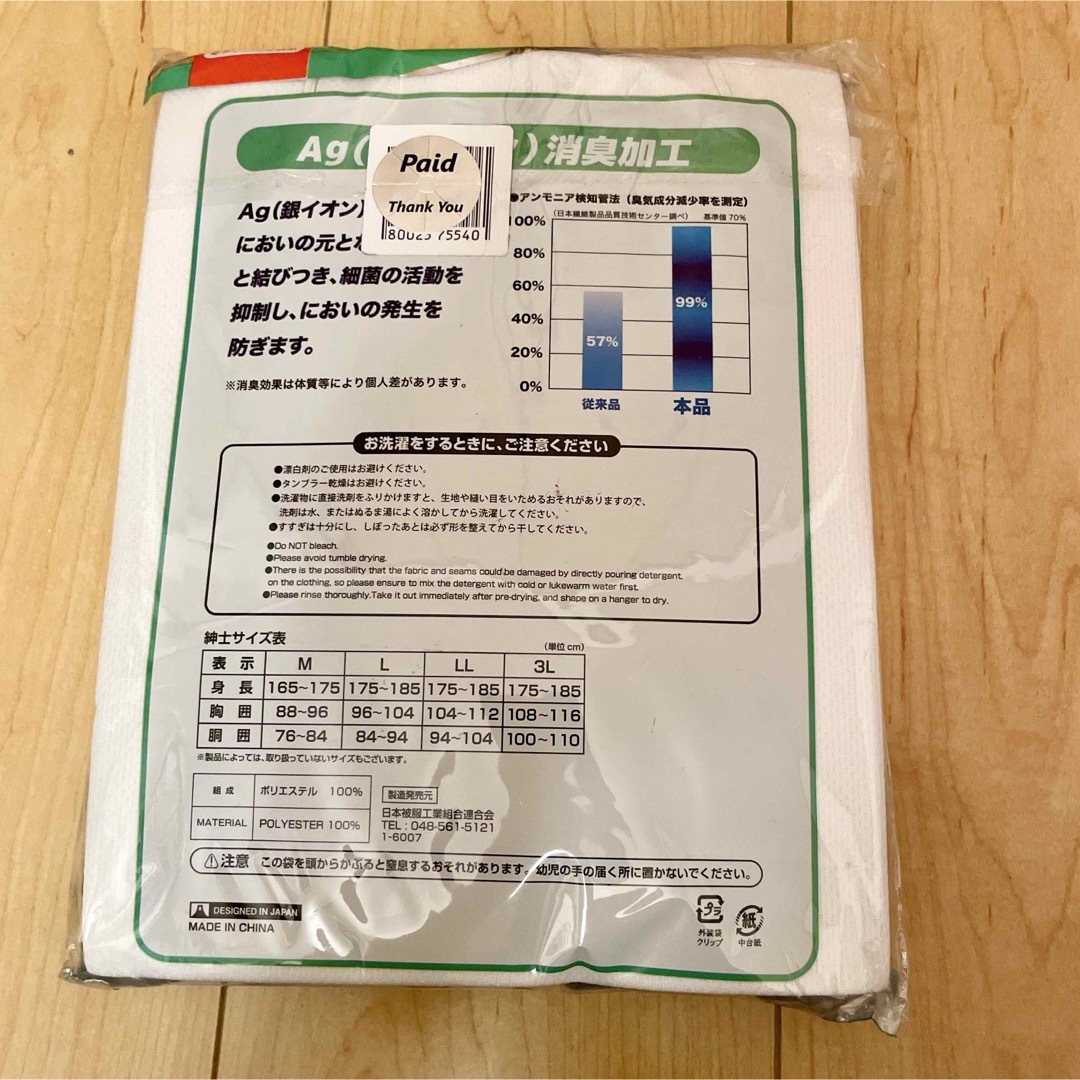 Ag(
)消臭加工
Paid
Thank You
80023 75540
Ag(銀イオン)
においの元とな
と結びつき、細菌の活動を
抑制し、においの発生を
防ぎます。
※消臭効果は体質等により個人差があります。
●アンモニア検知管法（臭気成分減少率を測定）
(日本繊維製品品質技術センター調べ) 基準値 70%
100%
80%
60%
40%
20%
0%
57%
99%
従来品
本品
お洗濯をするときに、ご注意ください
●漂白剤のご使用はお避けください。
●タンブラー乾燥はお避けください。
●洗濯物に直接洗剤をふりかけますと、生地や縫い目をいためるおそれがありますので、
洗剤は水、またはぬるま湯によく溶かしてから洗濯してください。
●すすぎは十分にし、しぼったあとは必ず形を整えてから干してください。
●Do NOT bleach.
●Please avoid tumble drying.
●There is the possibility that the fabric and seams could be damaged by directly pouring detergent.
on the clothing, so please ensure to mix the detergent with cold or lukewarm water first.
●Please rinse thoroughly.Take it out immediately after pre-drying, and shape on a hanger to dry.
紳士サイズ表
(単位cm)
表示 M L LL 3L
身長 165~175 175~185 175~185 175~185
胸囲 88~96 96~104 104~112 108~116
胴囲 76~84 84~94 94~104 100~110
※製品によっては、取り扱っていないサイズもございます。
組成 ポリエステル 100%
MATERIAL POLYESTER 100%
製造発売元
日本被服工業組合連合会
TEL : 048-561-5121
1-6007
⚠注意 この袋を頭からかぶると窒息するおそれがあります。幼児の手の届く所に置かないでください。
DESIGNED IN JAPAN
MADE IN CHINA
プラ
外装袋
クリップ
紙
中台紙